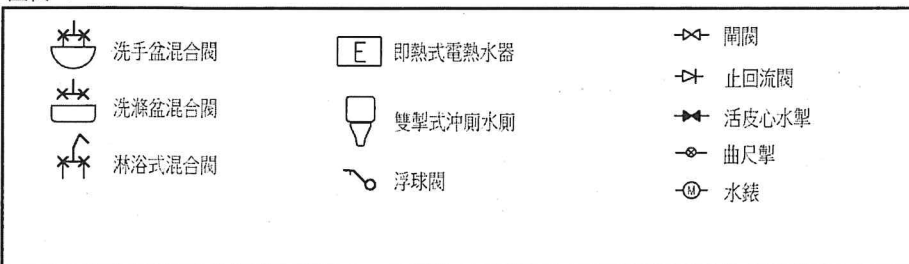 洗手盆混合閥
洗滌盆混合閥
淋浴式混合閥
E 即熱式電熱水器
雙掣式沖廁水廁
浮球閥
閘閥
止回流閥
活皮心水掣
曲尺掣
M 水錶